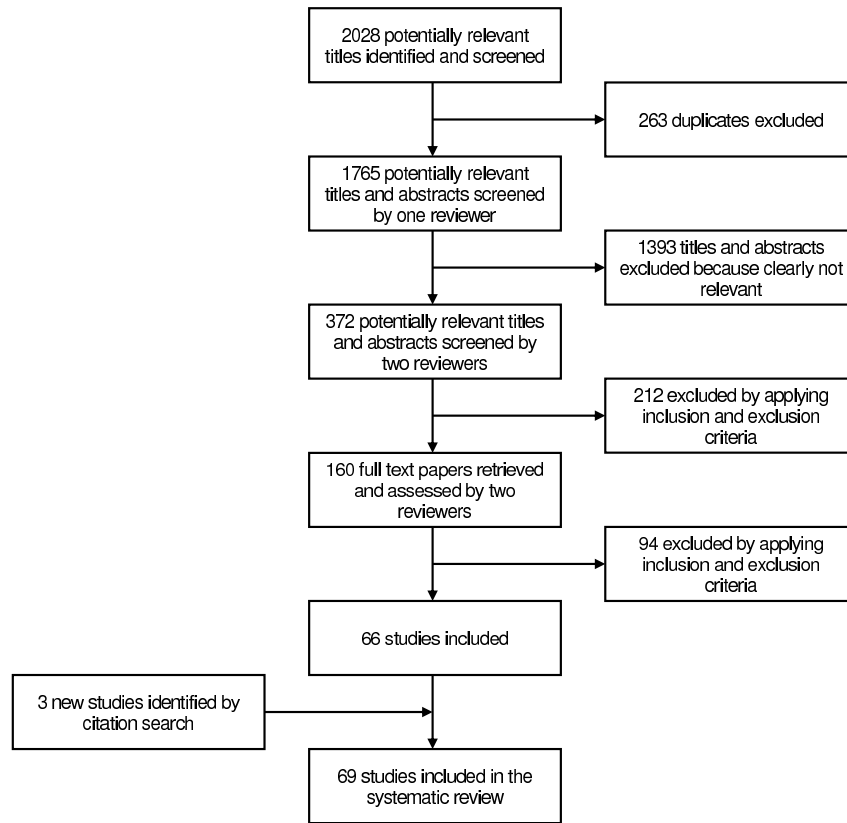 2028 potentially relevant
titles identified and screened
263 duplicates excluded
1765 potentially relevant
titles and abstracts screened
by one reviewer
1393 titles and abstracts
excluded because clearly not
relevant
372 potentially relevant titles
and abstracts screened by
two reviewers
212 excluded by applying
inclusion and exclusion
criteria
160 full text papers retrieved
and assessed by two
reviewers
94 excluded by applying
inclusion and exclusion
criteria
66 studies included
3 new studies identified by
citation search
69 studies included in the
systematic review